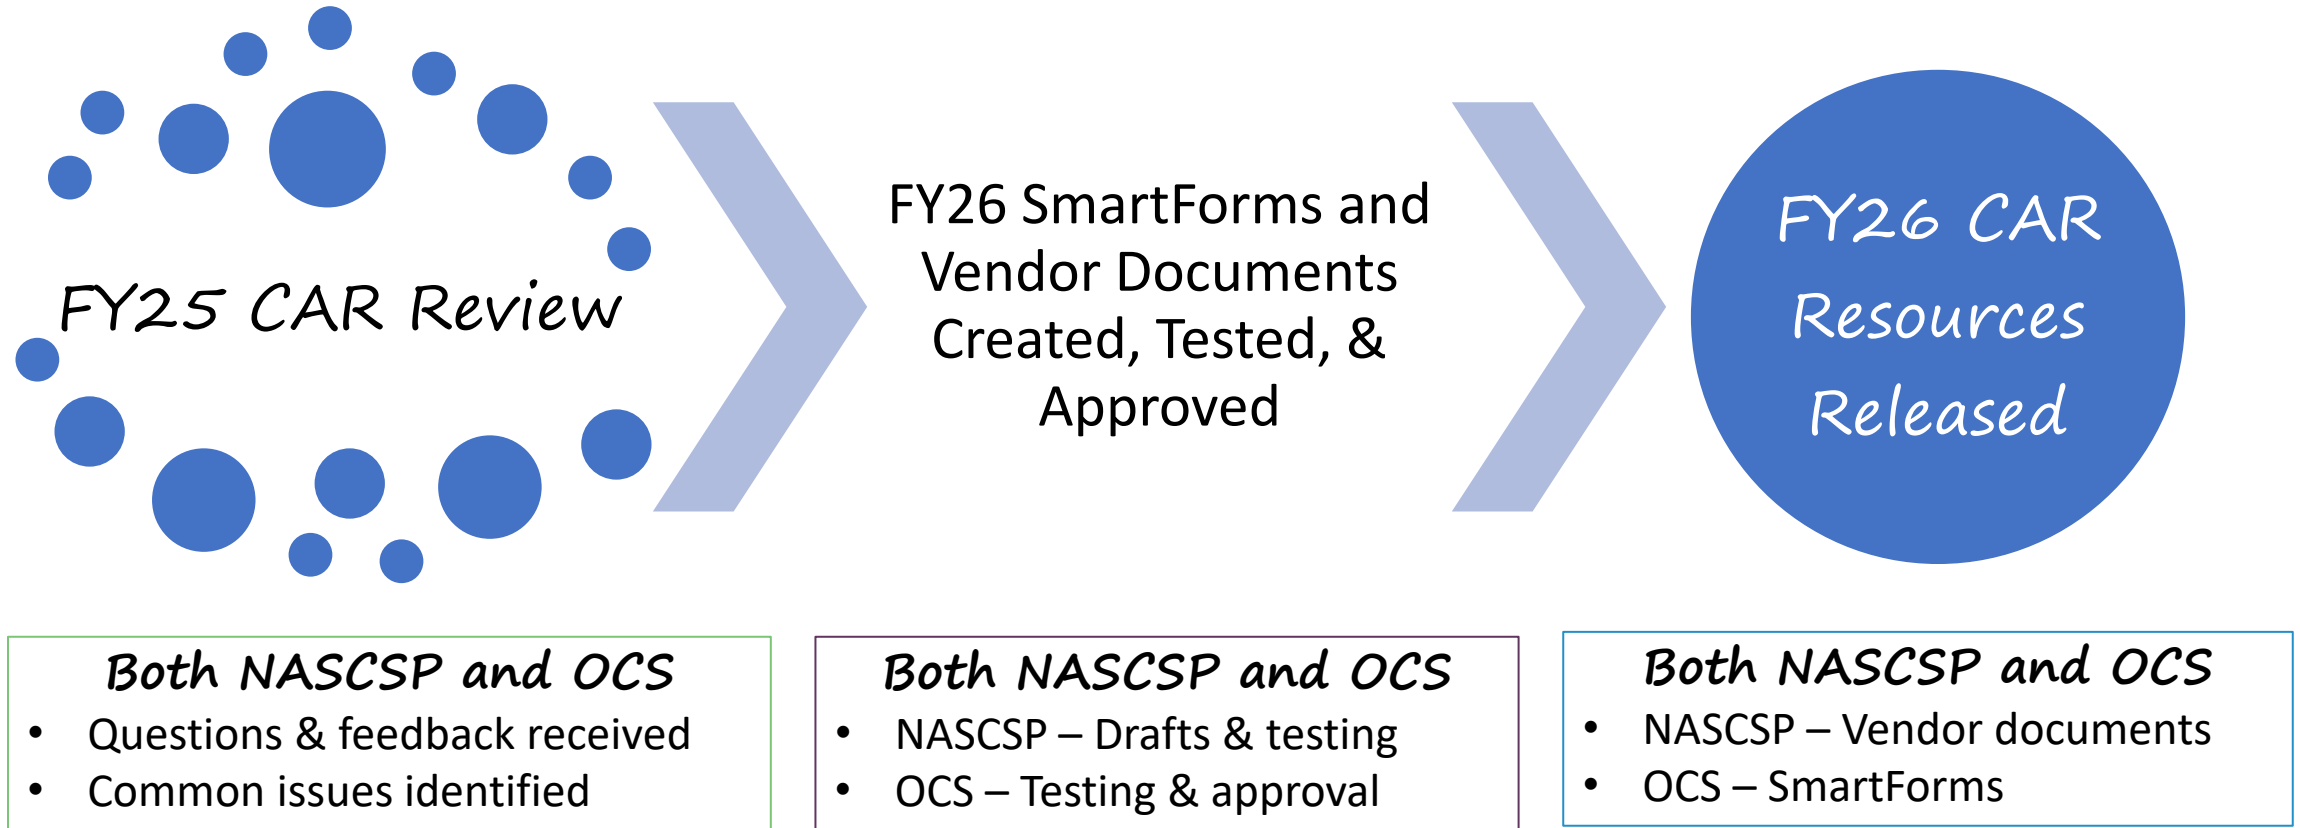 FY25 CAR Review
FY26 SmartForms and
Vendor Documents
Created, Tested, &
Approved
FY26 CAR
Resources
Released
Both NASCSP and OCS
• Questions & feedback received
• Common issues identified
Both NASCSP and OCS
• NASCSP – Drafts & testing
• OCS – Testing & approval
Both NASCSP and OCS
• NASCSP – Vendor documents
• OCS – SmartForms